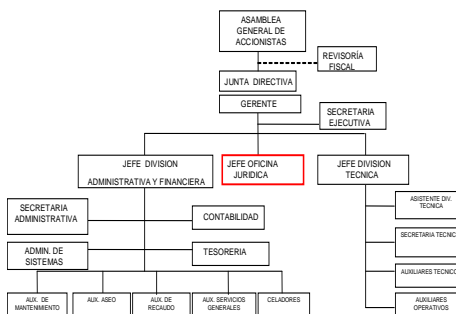 ASAMBLEA
GENERAL DE
ACCIONISTAS
REVISORÍA
FISCAL
JUNTA DIRECTIVA
GERENTE
SECRETARIA
EJECUTIVA
JEFE DIVISION
ADMINISTRATIVA Y FINANCIERA
JEFE OFICINA
JURIDICA
JEFE DIVISION
TECNICA
SECRETARIA
ADMINISTRATIVA
CONTABILIDAD
ADMIN. DE
SISTEMAS
TESORERIA
ASISTENTE DIV.
TECNICA
SECRETARIA TECNIC
AUXILIARES TECNICO
AUXILIARES
OPERATIVOS
AUX. DE
MANTENIMIENTO
AUX. ASEO
AUX. DE
RECAUDO
AUX. SERVICIOS
GENERALES
CELADORES